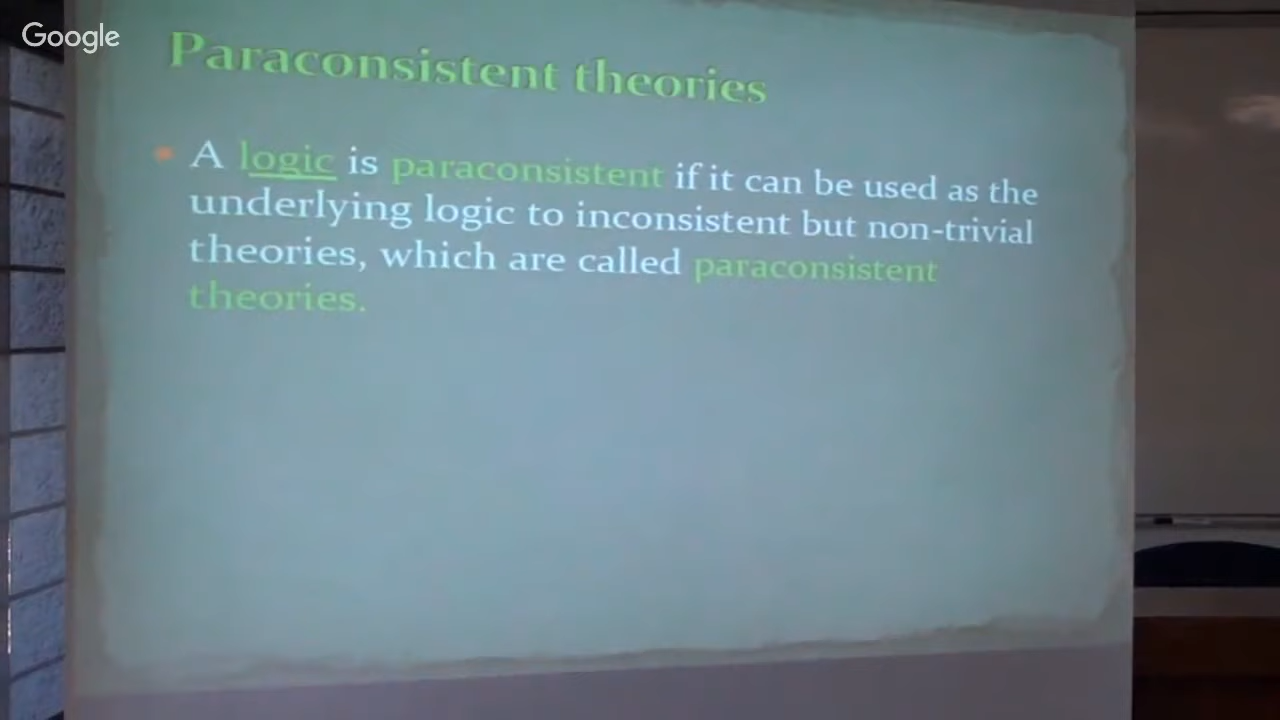 Google
Paraconsistent theories
A logic is paraconsistent if it can be used as the
underlying logic to inconsistent but non-trivial
theories, which are called paraconsistent
theories.